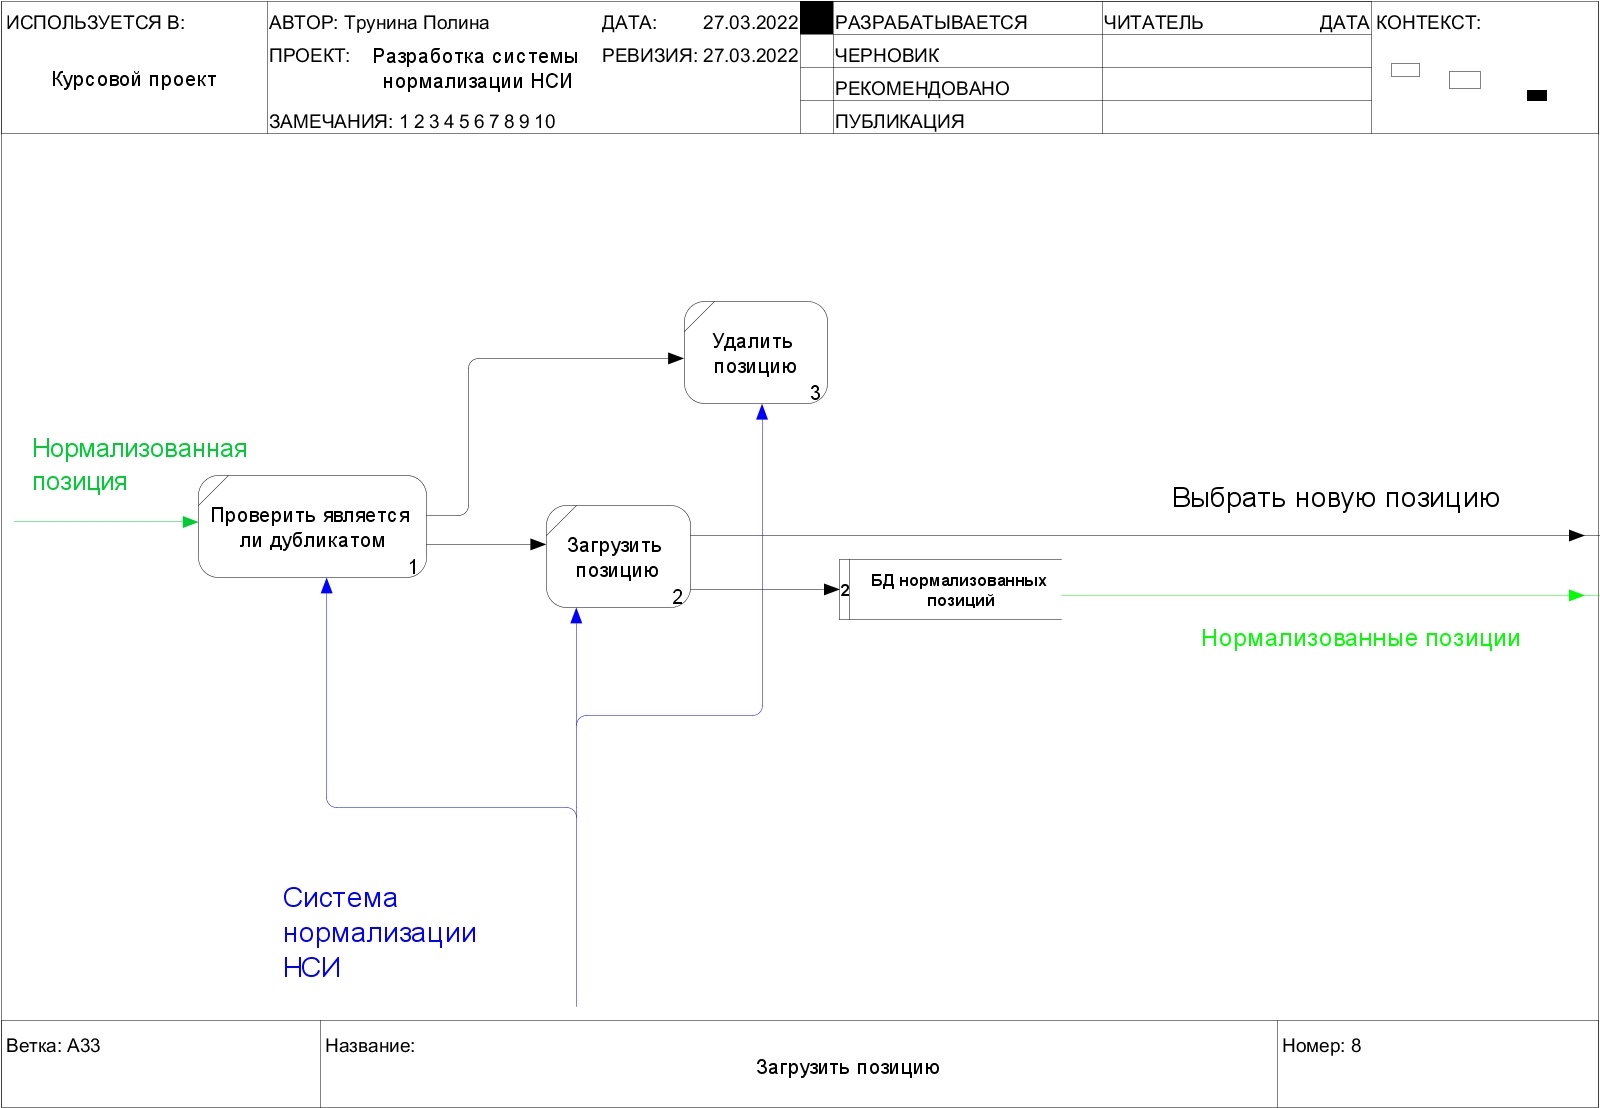 ИСПОЛЬЗУЕТСЯ В:
Курсовой проект
АВТОР: Трунина Полина
ДАТА: 27.03.2022
ПРОЕКТ: Разработка системы
нормализации НСИ
РЕВИЗИЯ: 27.03.2022
ЗАМЕЧАНИЯ: 1 2 3 4 5 6 7 8 9 10
РАЗРАБАТЫВАЕТСЯ
ЧЕРНОВИК
РЕКОМЕНДОВАНО
ПУБЛИКАЦИЯ
ЧИТАТЕЛЬ
ДАТА
КОНТЕКСТ:
Удалить
позицию
3
Нормализованная
позиция
Проверить является
ли дубликатом
1
Загрузить
позицию
2
Выбрать новую позицию
2
БД нормализованных
позиций
Нормализованные позиции
Система
нормализации
НСИ
Ветка: A33
Название:
Загрузить позицию
Номер: 8